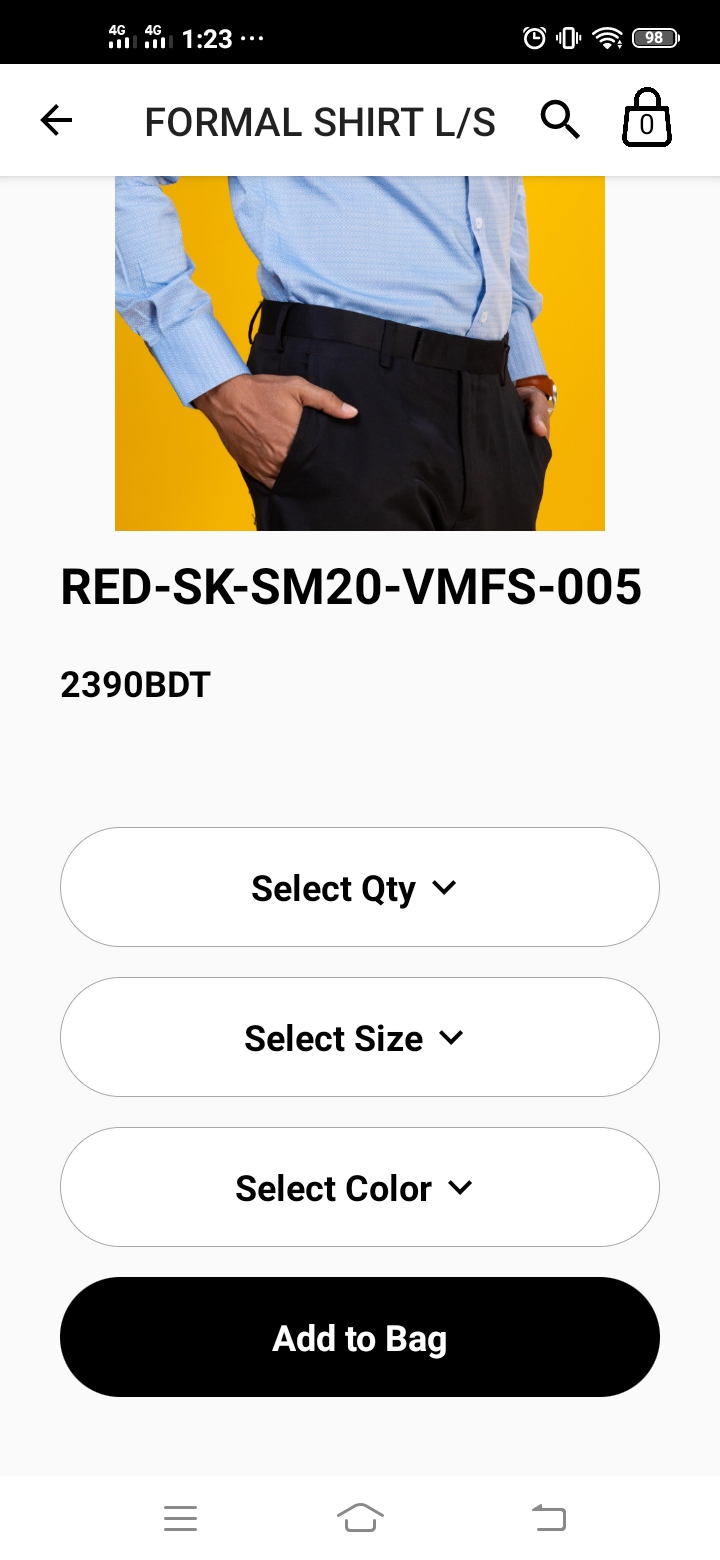 4G 4G 1:23 ... 98
FORMAL SHIRT L/S 0
RED-SK-SM20-VMFS-005
2390BDT
Select Qty
Select Size
Select Color
Add to Bag